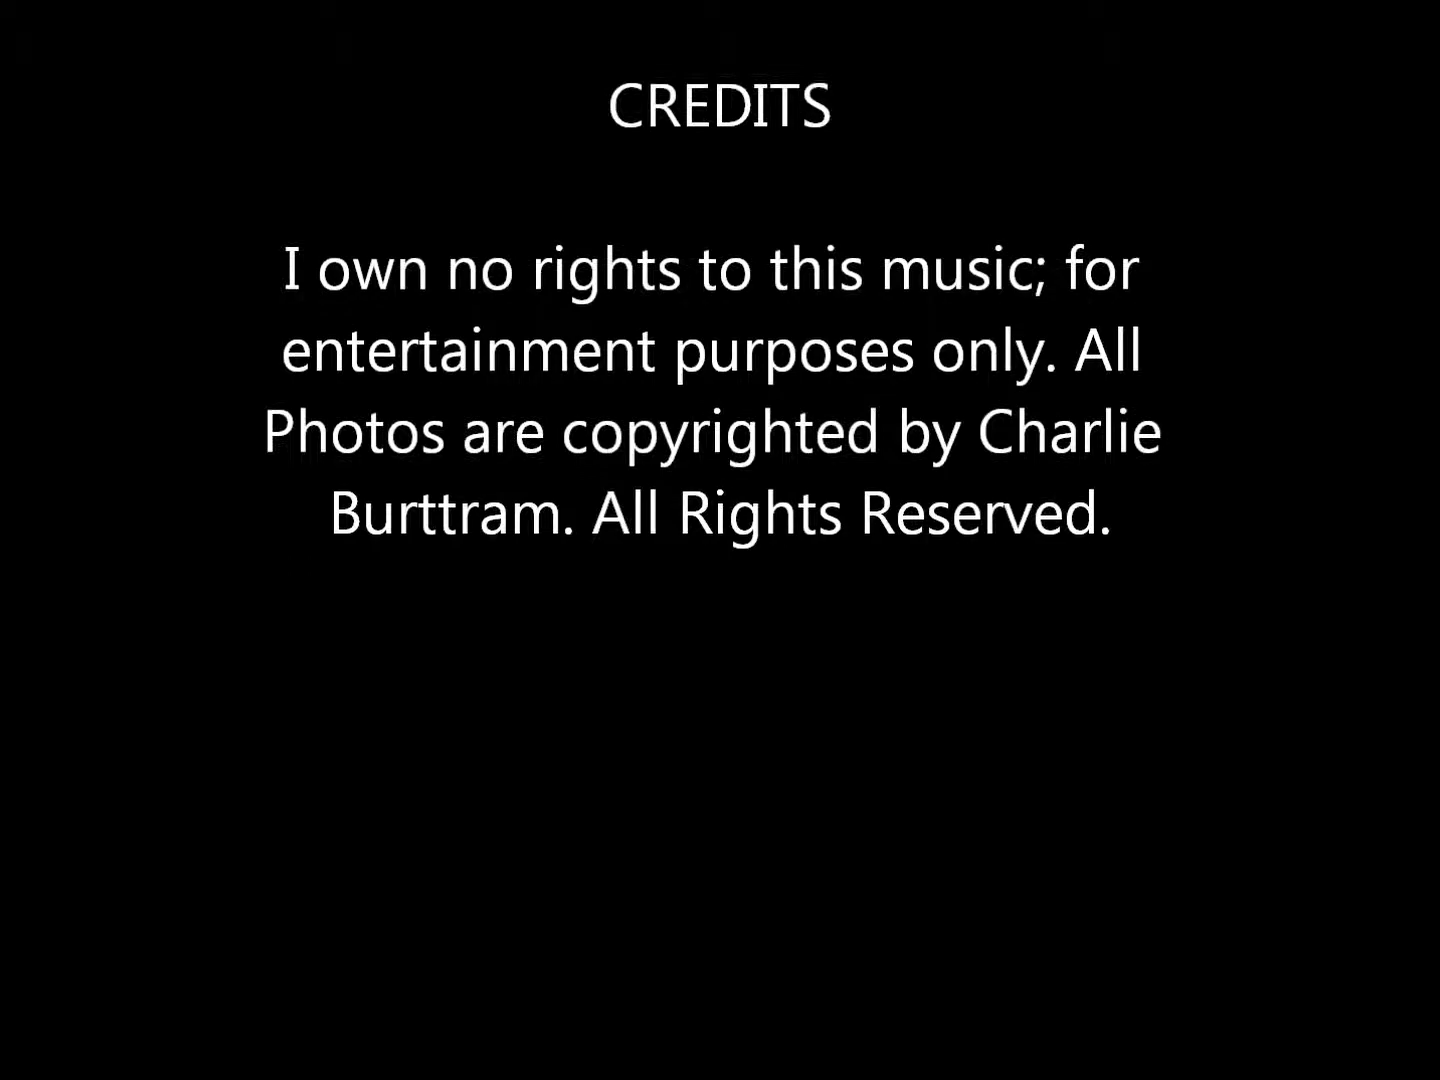 CREDITS
I own no rights to this music; for
entertainment purposes only. All
Photos are copyrighted by Charlie
Burttram. All Rights Reserved.